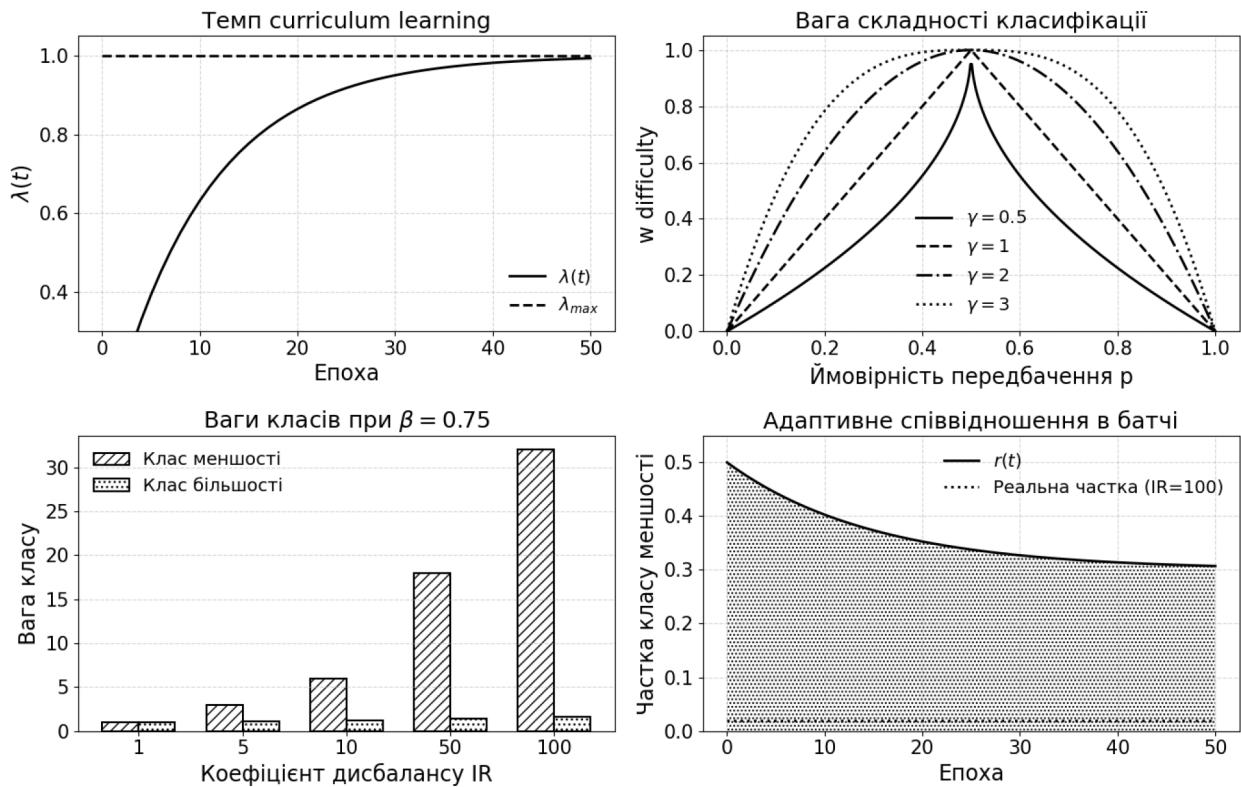 Темп curriculum learning
1.0
0.8
0.6
0.4
λ(t)
λ(t)
λmax
0 10 20 30 40 50
Епоха
Вага складності класифікації
1.0
0.8
0.6
0.4
0.2
0.0
w difficulty
γ = 0.5
γ = 1
γ = 2
γ = 3
0.0 0.2 0.4 0.6 0.8 1.0
Ймовірність передбачення p
Ваги класів при β = 0.75
30
25
20
15
10
5
0
Вага класу
Клас меншості
Клас більшості
1 5 10 50 100
Коефіцієнт дисбалансу IR
Адаптивне співвідношення в батчі
0.5
0.4
0.3
0.2
0.1
0.0
Частка класу меншості
r(t)
Реальна частка (IR=100)
0 10 20 30 40 50
Епоха